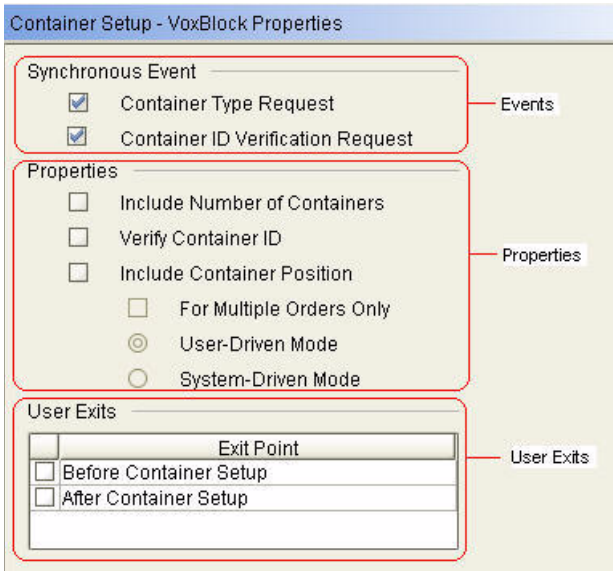 Container Setup - VoxBlock Properties
Synchronous Event
Container Type Request
Events
Container ID Verification Request
Properties
Include Number of Containers
Verify Container ID
Properties
Include Container Position
For Multiple Orders Only
User-Driven Mode
System-Driven Mode
User Exits
Exit Point
User Exits
Before Container Setup
After Container Setup